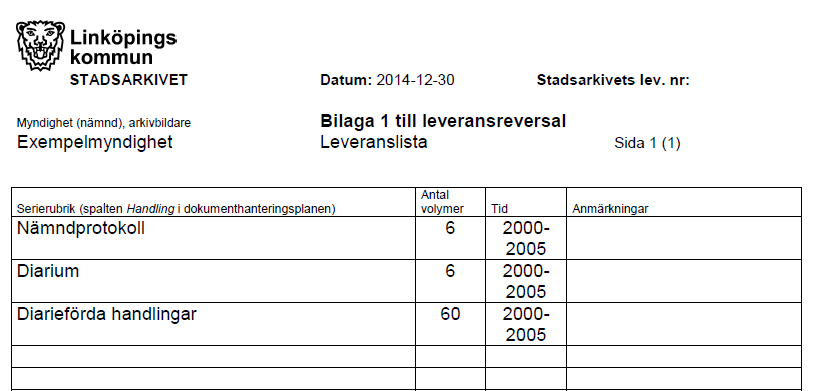 Linköpings
kommun
STADSARKIVET Datum: 2014-12-30 Stadsarkivets lev. nr:
Myndighet (nämnd), arkivbildare Bilaga 1 till leveransreversal
Exempelmyndighet Leveranslista Sida 1 (1)
Serierubrik (spalten Handling i dokumenthanteringsplanen) Antal volymer Tid Anmärkningar
Nämndprotokoll 6 2000-
2005
Diarium 6 2000-
2005
Diarieförda handlingar 60 2000-
2005